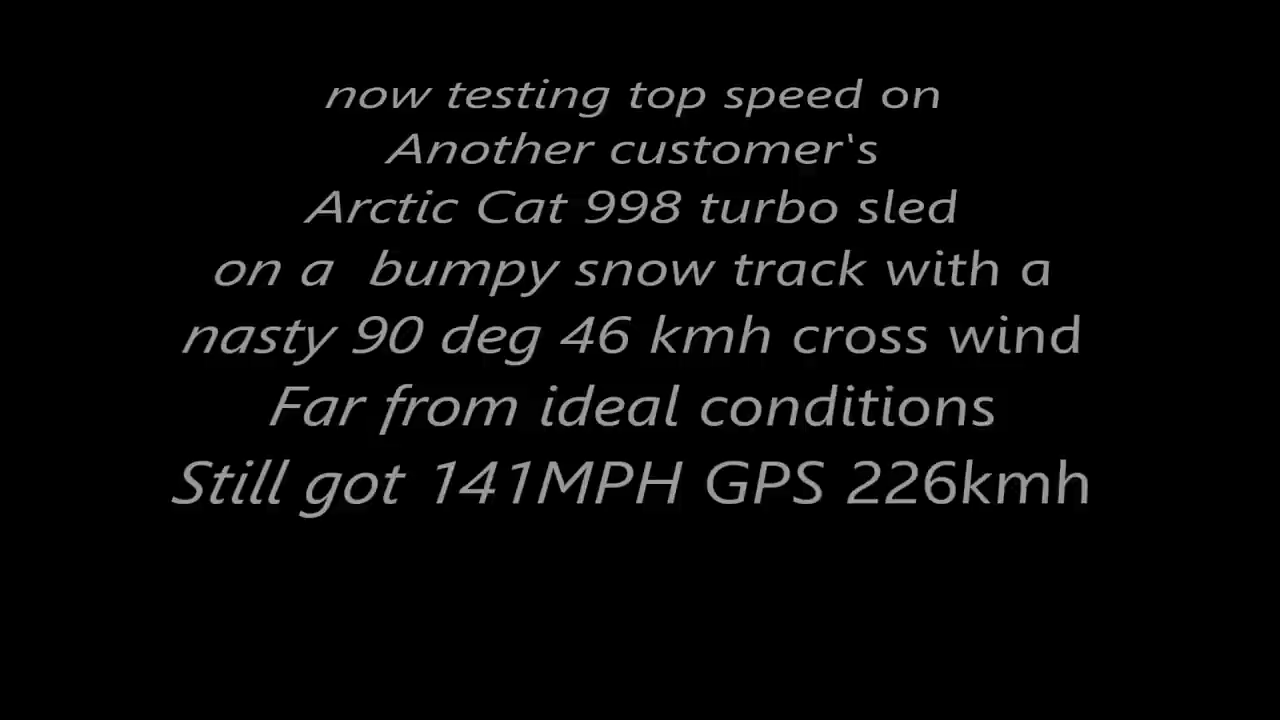 now testing top speed on
Another customer`s
Arctic Cat 998 turbo sled
on a  bumpy snow track with a
nasty 90 deg 46 kmh cross wind
Far from ideal conditions
Still got 141MPH GPS 226kmh